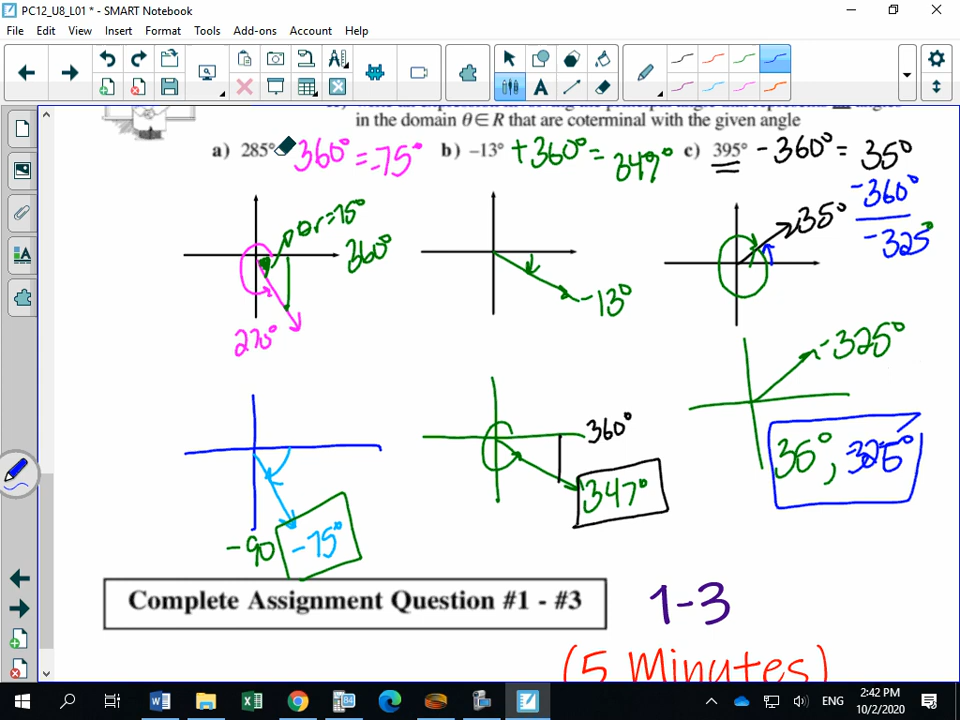 PC12_U8_L01 * - SMART Notebook
File Edit View Insert Format Tools Add-ons Account Help
in the domain θ∈R that are coterminal with the given angle
a) 285° 360° = -75° b) -13° +360° = 349° c) 395° - 360° = 35°
-360°
-325°
θr=75°
360°
270°
-13°
35°
-325°
360°
347°
35°, -325°
-90 -75°
Complete Assignment Question #1 - #3
1-3
(5 Minutes)
ENG
2:42 PM
10/2/2020